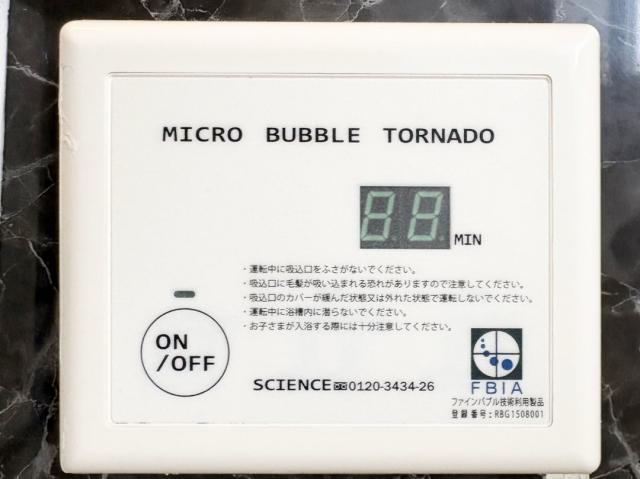 MICRO BUBBLE TORNADO
88 MIN
・運転中に吸込口をふさがないでください。
・吸込口に毛髪が吸い込まれる恐れがありますので注意してください。
・吸込口のカバーが緩んだ状態又は外れた状態で運転しないでください。
・運転中に浴槽内に潜らないでください。
・お子さまが入浴する際には十分注意してください。
ON
/OFF
SCIENCE 0120-3434-26
FBIA
ファインバブル技術利用製品
登録番号:RBG1508001